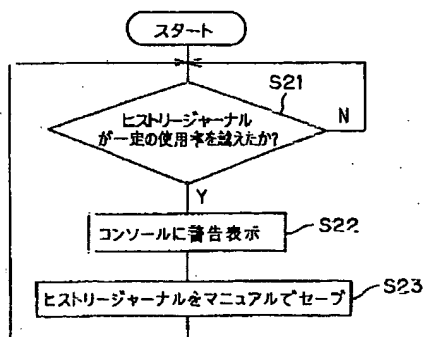 スタート
S21
ヒストリージャーナル
が一定の使用率を越えたか?
N
Y
コンソールに警告表示
S22
ヒストリージャーナルをマニュアルでセーブ
S23